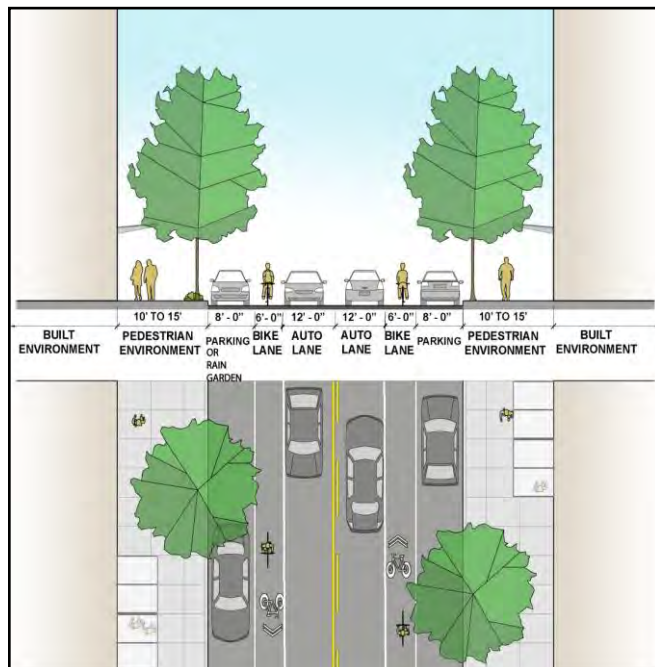 10' TO 15'
8' - 0"
6'- 0"
12' - 0"
12' - 0"
6'- 0"
8' - 0"
10' TO 15'
BUILT
ENVIRONMENT
PEDESTRIAN
ENVIRONMENT
PARKING
OR
RAIN
GARDEN
BIKE
LANE
AUTO
LANE
AUTO
LANE
BIKE
LANE
PARKING
PEDESTRIAN
ENVIRONMENT
BUILT
ENVIRONMENT